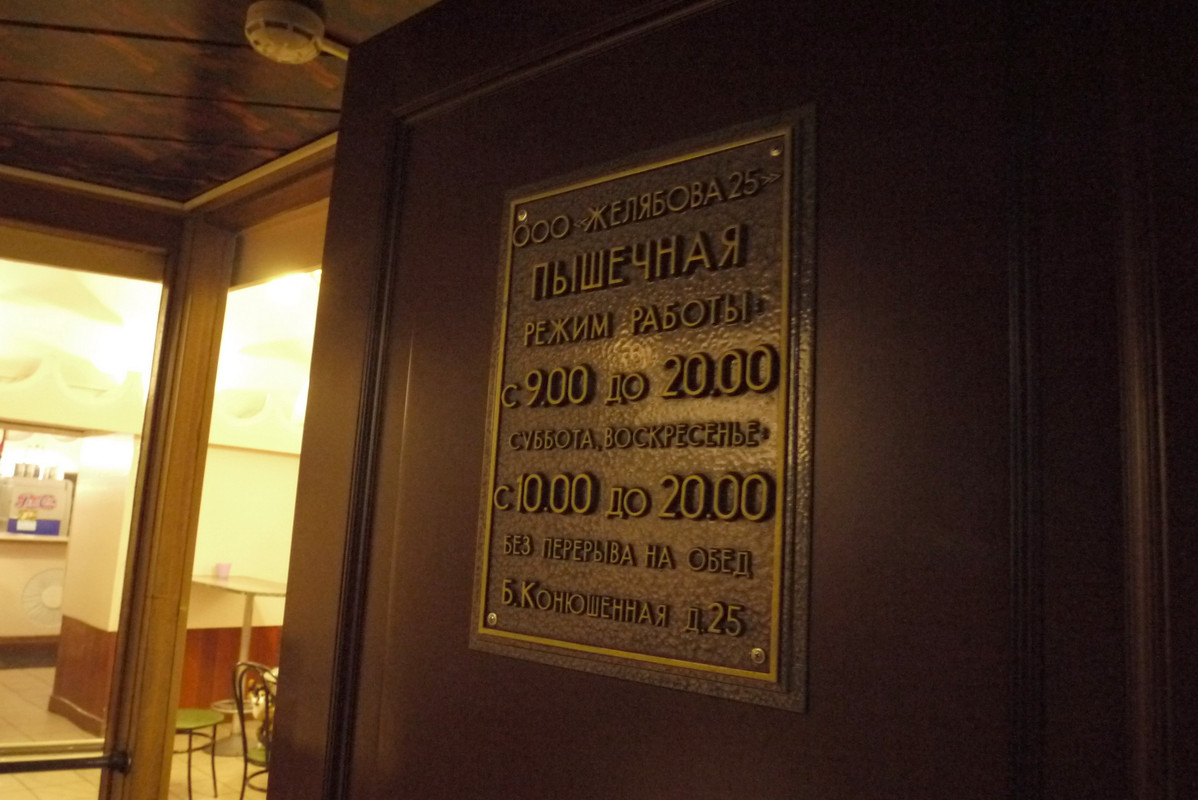 ООО «ЖЕЛЯБОВА 25»
ПЫШЕЧНАЯ
РЕЖИМ РАБОТЫ:
С 9.00 ДО 20.00
СУББОТА, ВОСКРЕСЕНЬЕ:
С 10.00 ДО 20.00
БЕЗ ПЕРЕРЫВА НА ОБЕД
Б. КОНЮШЕННАЯ Д.25